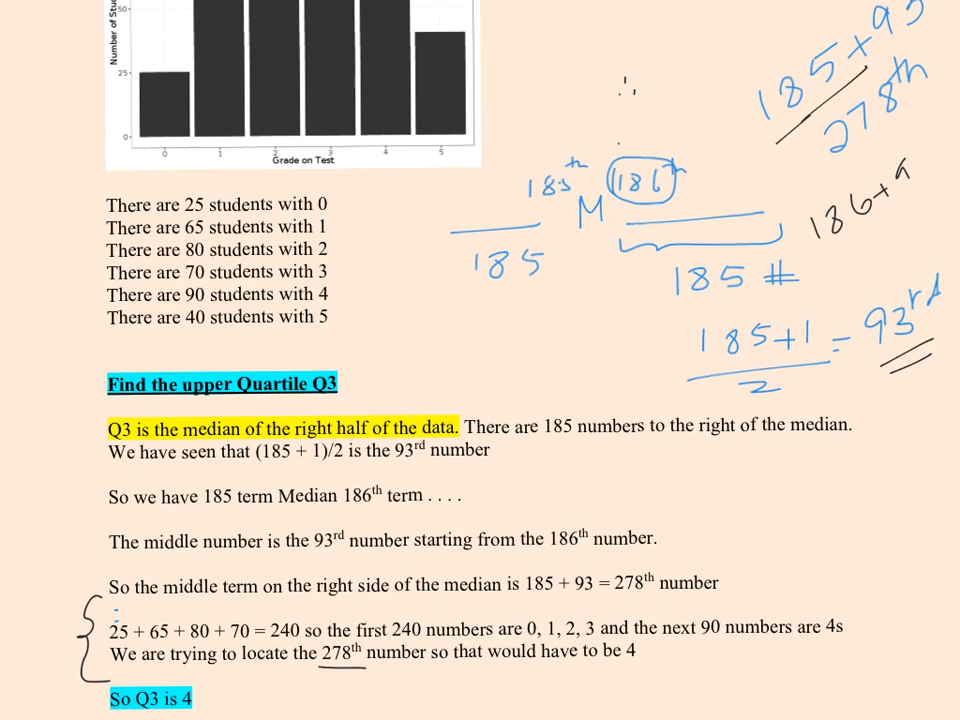 Number of Stu
50
25
0
0 1 2 3 4 5
Grade on Test
185 + 93
278th
185th M 186th
185
185 #
186 + 9
185+1 = 93rd
2
There are 25 students with 0
There are 65 students with 1
There are 80 students with 2
There are 70 students with 3
There are 90 students with 4
There are 40 students with 5
Find the upper Quartile Q3
Q3 is the median of the right half of the data. There are 185 numbers to the right of the median.
We have seen that (185 + 1)/2 is the 93rd number
So we have 185 term Median 186th term . . . .
The middle number is the 93rd number starting from the 186th number.
So the middle term on the right side of the median is 185 + 93 = 278th number
25 + 65 + 80 + 70 = 240 so the first 240 numbers are 0, 1, 2, 3 and the next 90 numbers are 4s
We are trying to locate the 278th number so that would have to be 4
So Q3 is 4